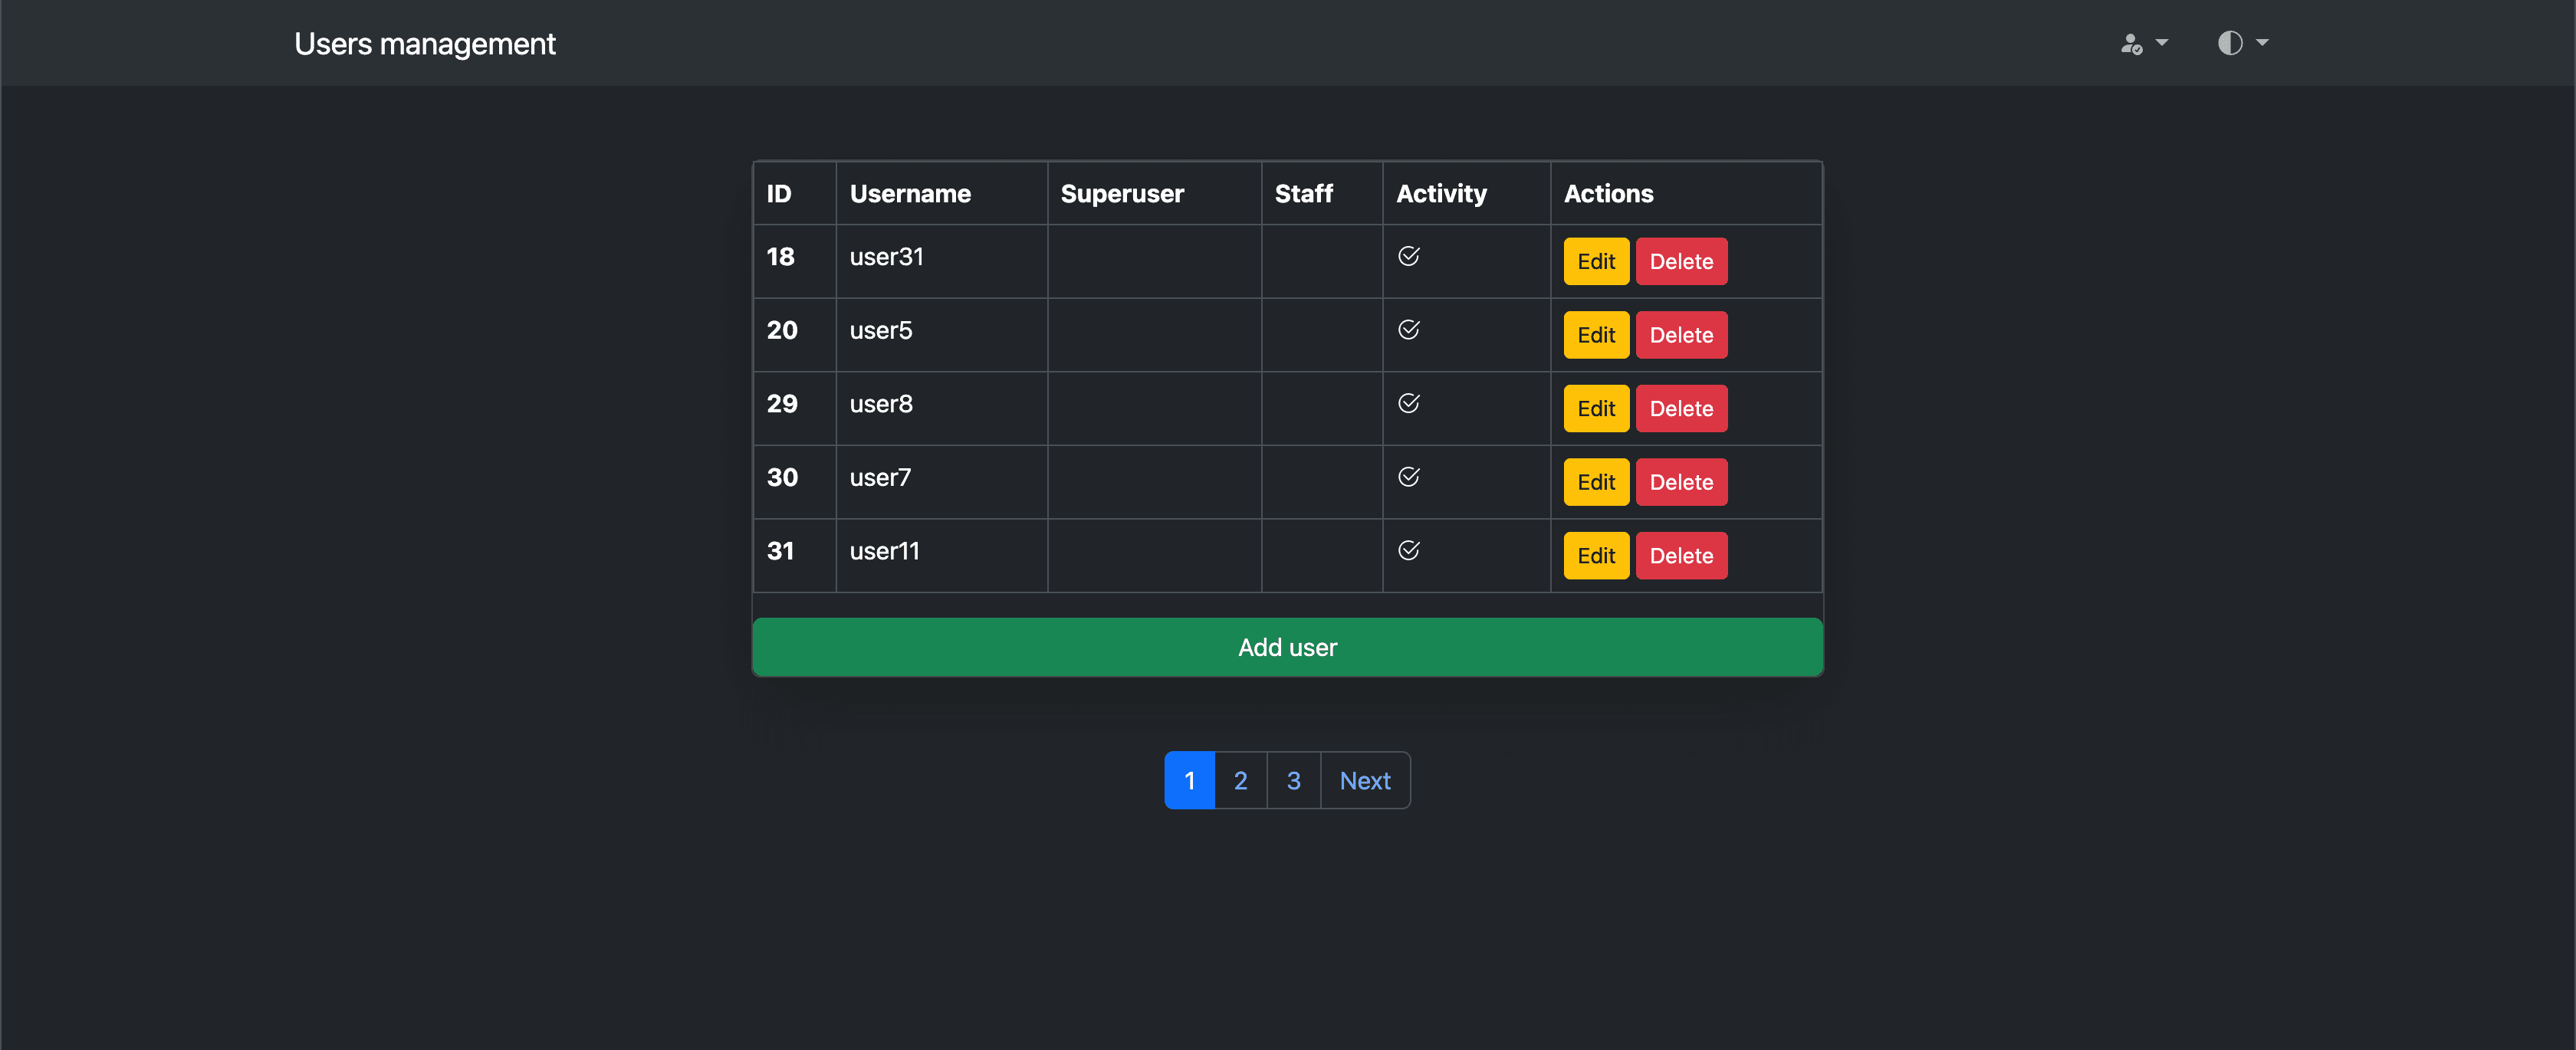 Users management
ID Username Superuser Staff Activity Actions
18 user31 Edit Delete
20 user5 Edit Delete
29 user8 Edit Delete
30 user7 Edit Delete
31 user11 Edit Delete
Add user
1 2 3 Next